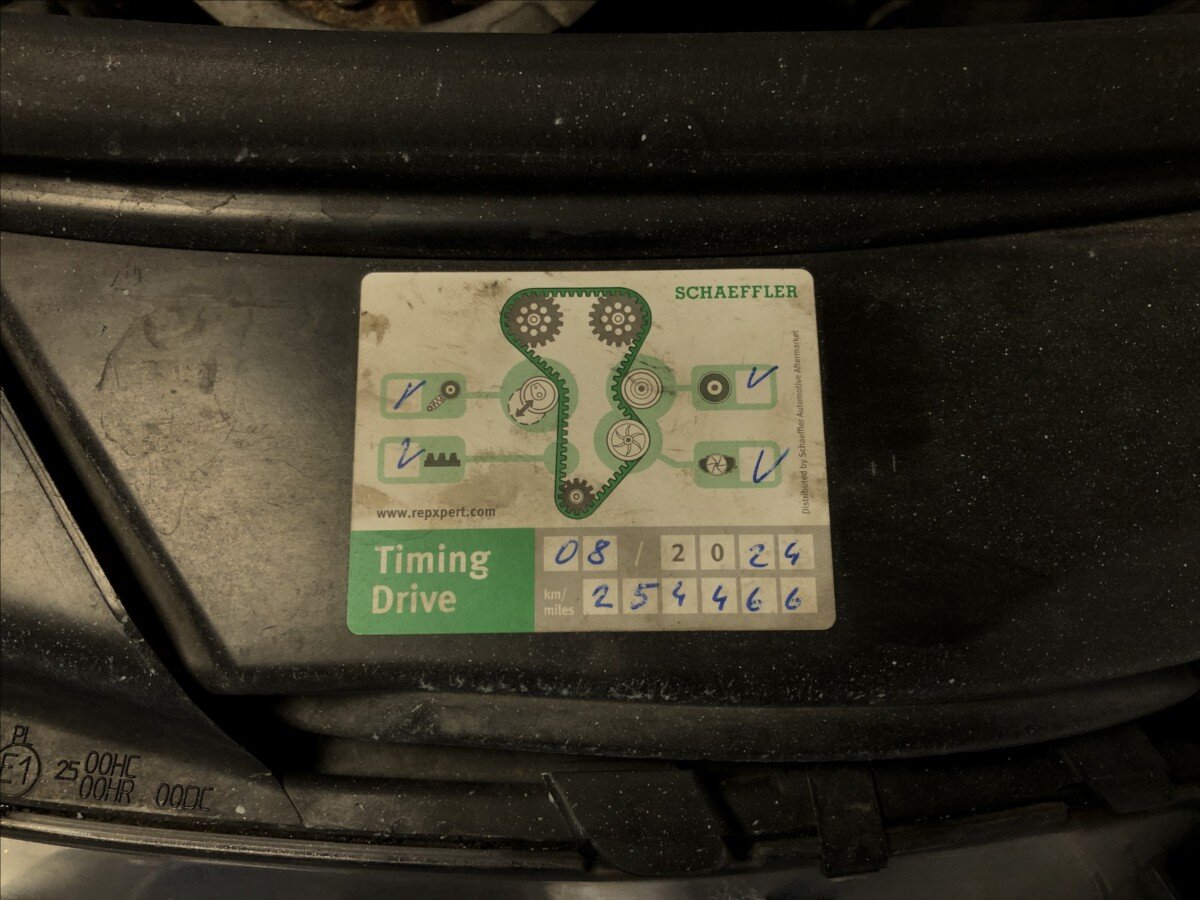 SCHAEFFLER
Distributed by Schaeffler Automotive Aftermarket
www.repxpert.com
Timing
Drive
08 / 2024
km/
miles
254466
PI
E1
25 00HC
00HR 00DC